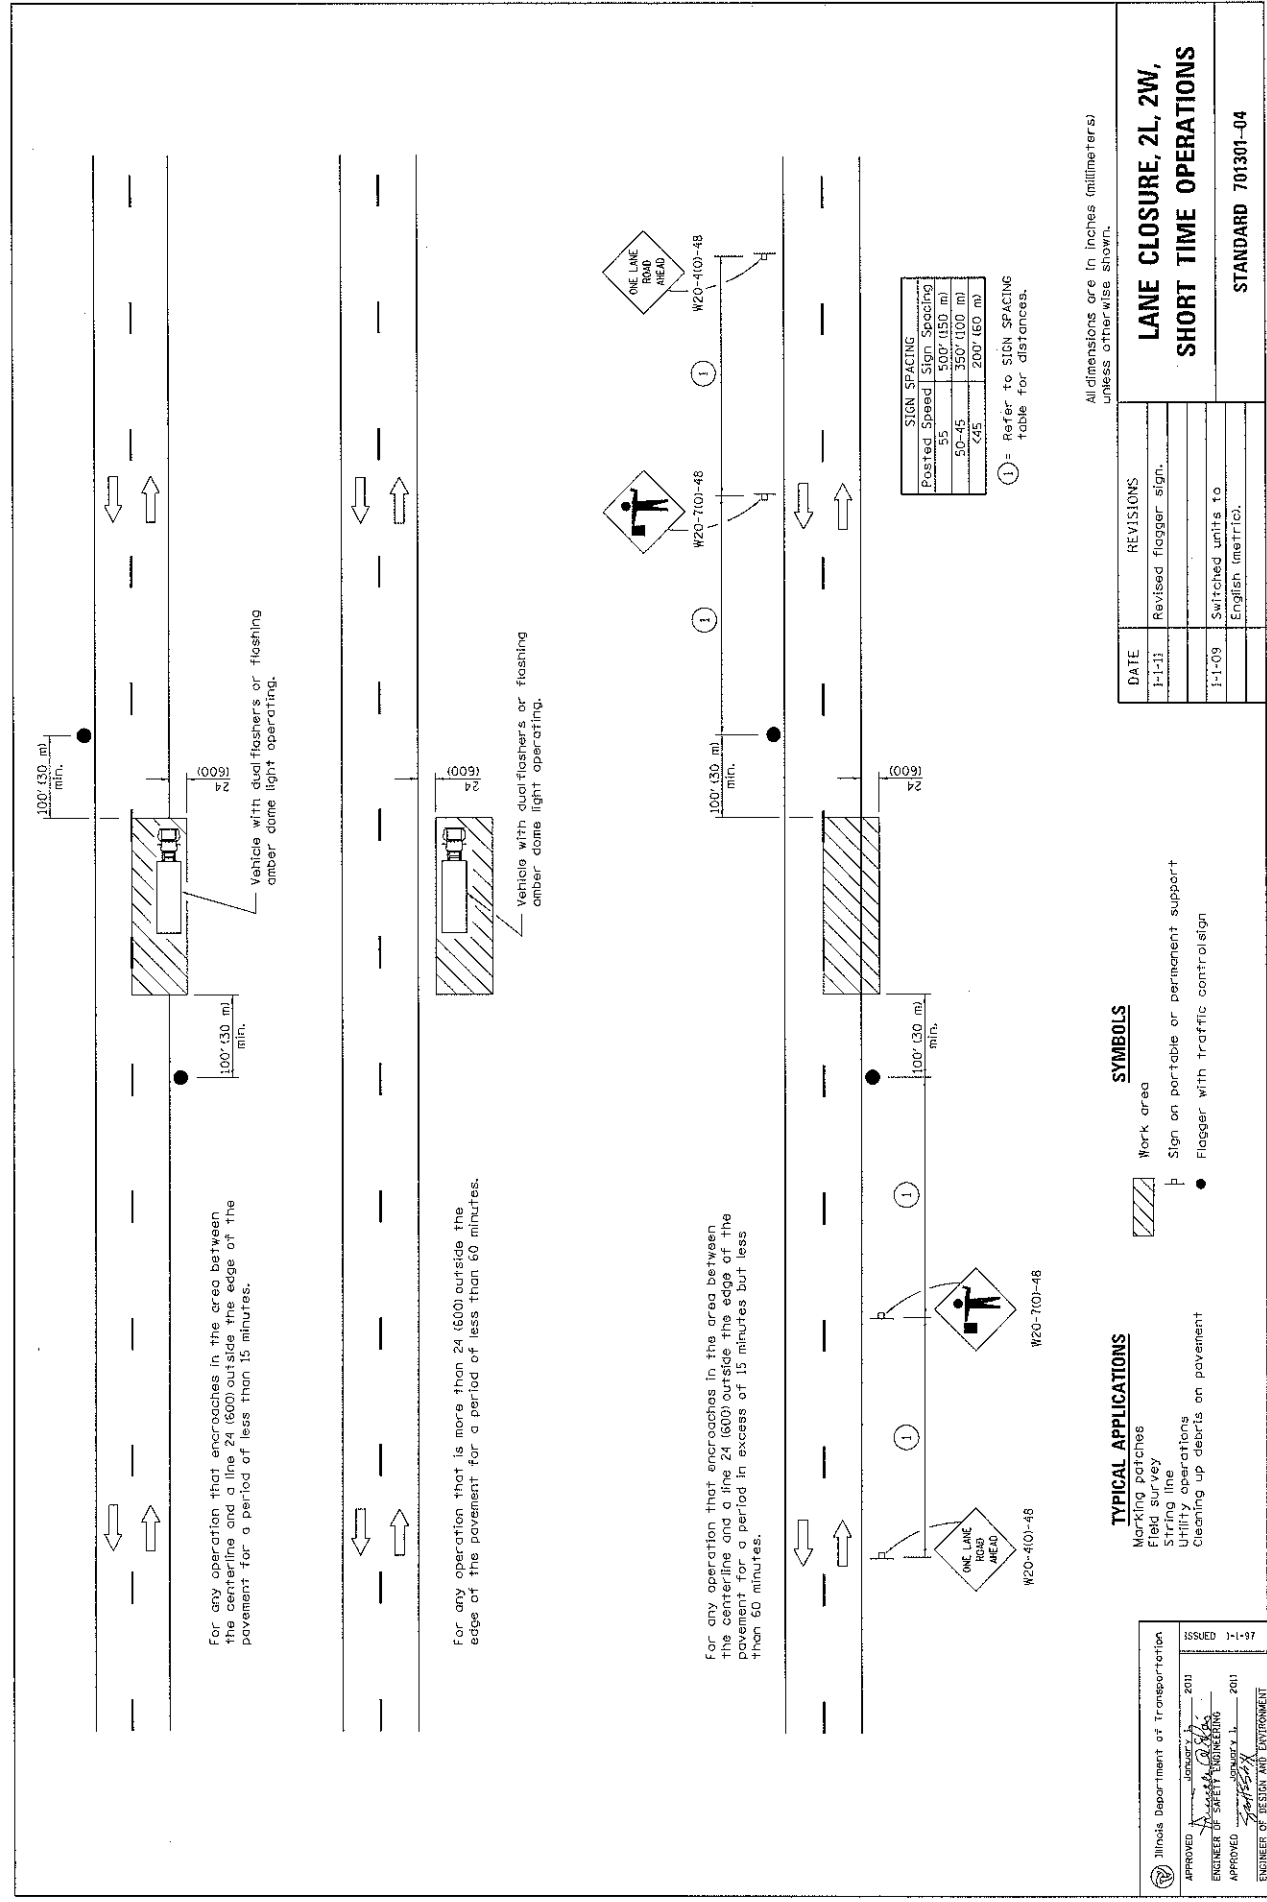 100' (30 m)
min.
100' (30 m)
min.
24
(600)
Vehicle with dual flashers or flashing
amber dome light operating.
For any operation that encroaches in the area between
the centerline and a line 24 (600) outside the edge of the
pavement for a period of less than 15 minutes.
24
(600)
Vehicle with dual flashers or flashing
amber dome light operating.
For any operation that is more than 24 (600) outside the
edge of the pavement for a period of less than 60 minutes.
ONE LANE
ROAD
AHEAD
W20-4(O)-48
W20-7(O)-48
1
1
100' (30 m)
min.
24
(600)
100' (30 m)
min.
For any operation that encroaches in the area between
the centerline and a line 24 (600) outside the edge of the
pavement for a period in excess of 15 minutes but less
than 60 minutes.
1
1
ONE LANE
ROAD
AHEAD
W20-4(O)-48
W20-7(O)-48
SIGN SPACING
Posted Speed Sign Spacing
55 500' (150 m)
50-45 350' (100 m)
<45 200' (60 m)
1 = Refer to SIGN SPACING
table for distances.
TYPICAL APPLICATIONS
Marking patches
Field survey
String line
Utility operations
Cleaning up debris on pavement
SYMBOLS
Work area
Sign on portable or permanent support
Flagger with traffic control sign
All dimensions are in inches (millimeters)
unless otherwise shown.
Illinois Department of Transportation
APPROVED January 1, 2011
ENGINEER OF SAFETY ENGINEERING
APPROVED January 1, 2011
ENGINEER OF DESIGN AND ENVIRONMENT
ISSUED 1-1-97
DATE REVISIONS
1-1-11 Revised flagger sign.
1-1-09 Switched units to
English (metric).
LANE CLOSURE, 2L, 2W,
SHORT TIME OPERATIONS
STANDARD 701301-04